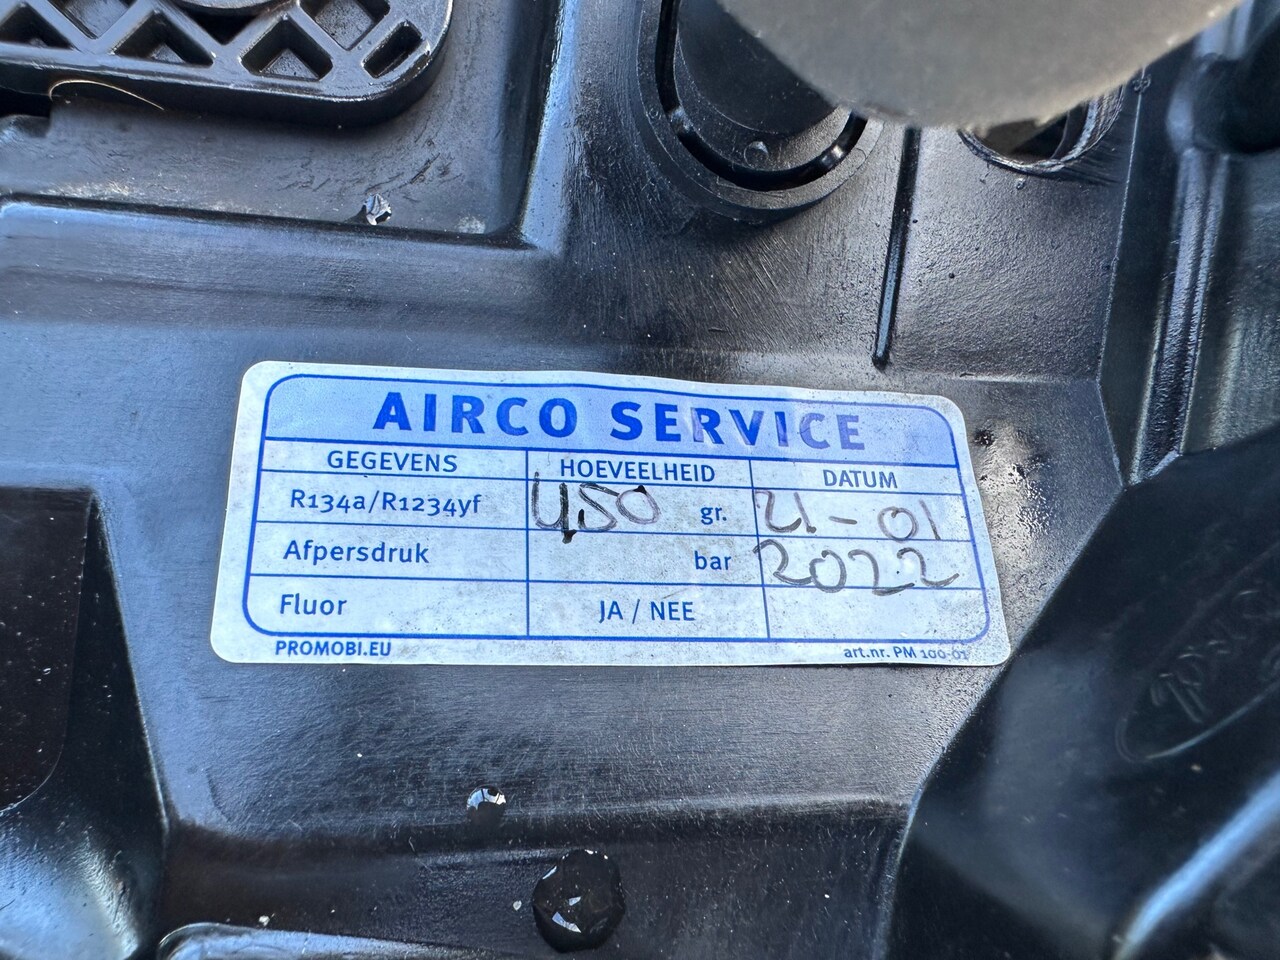 AIRCO SERVICE
GEGEVENS HOEVEELHEID DATUM
R134a/R1234yf 450 gr. 21-01
Afpersdruk bar 2022
Fluor JA / NEE
PROMOBI.EU art.nr. PM 100-01